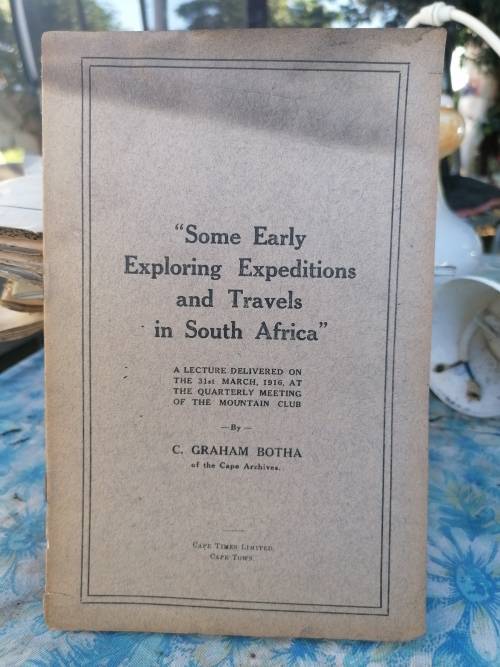 "Some Early
Exploring Expeditions
and Travels
in South Africa"
A LECTURE DELIVERED ON
THE 31st MARCH, 1916, AT
THE QUARTERLY MEETING
OF THE MOUNTAIN CLUB
—By—
C. GRAHAM BOTHA
of the Cape Archives.
Cape Times Limited,
Cape Town.